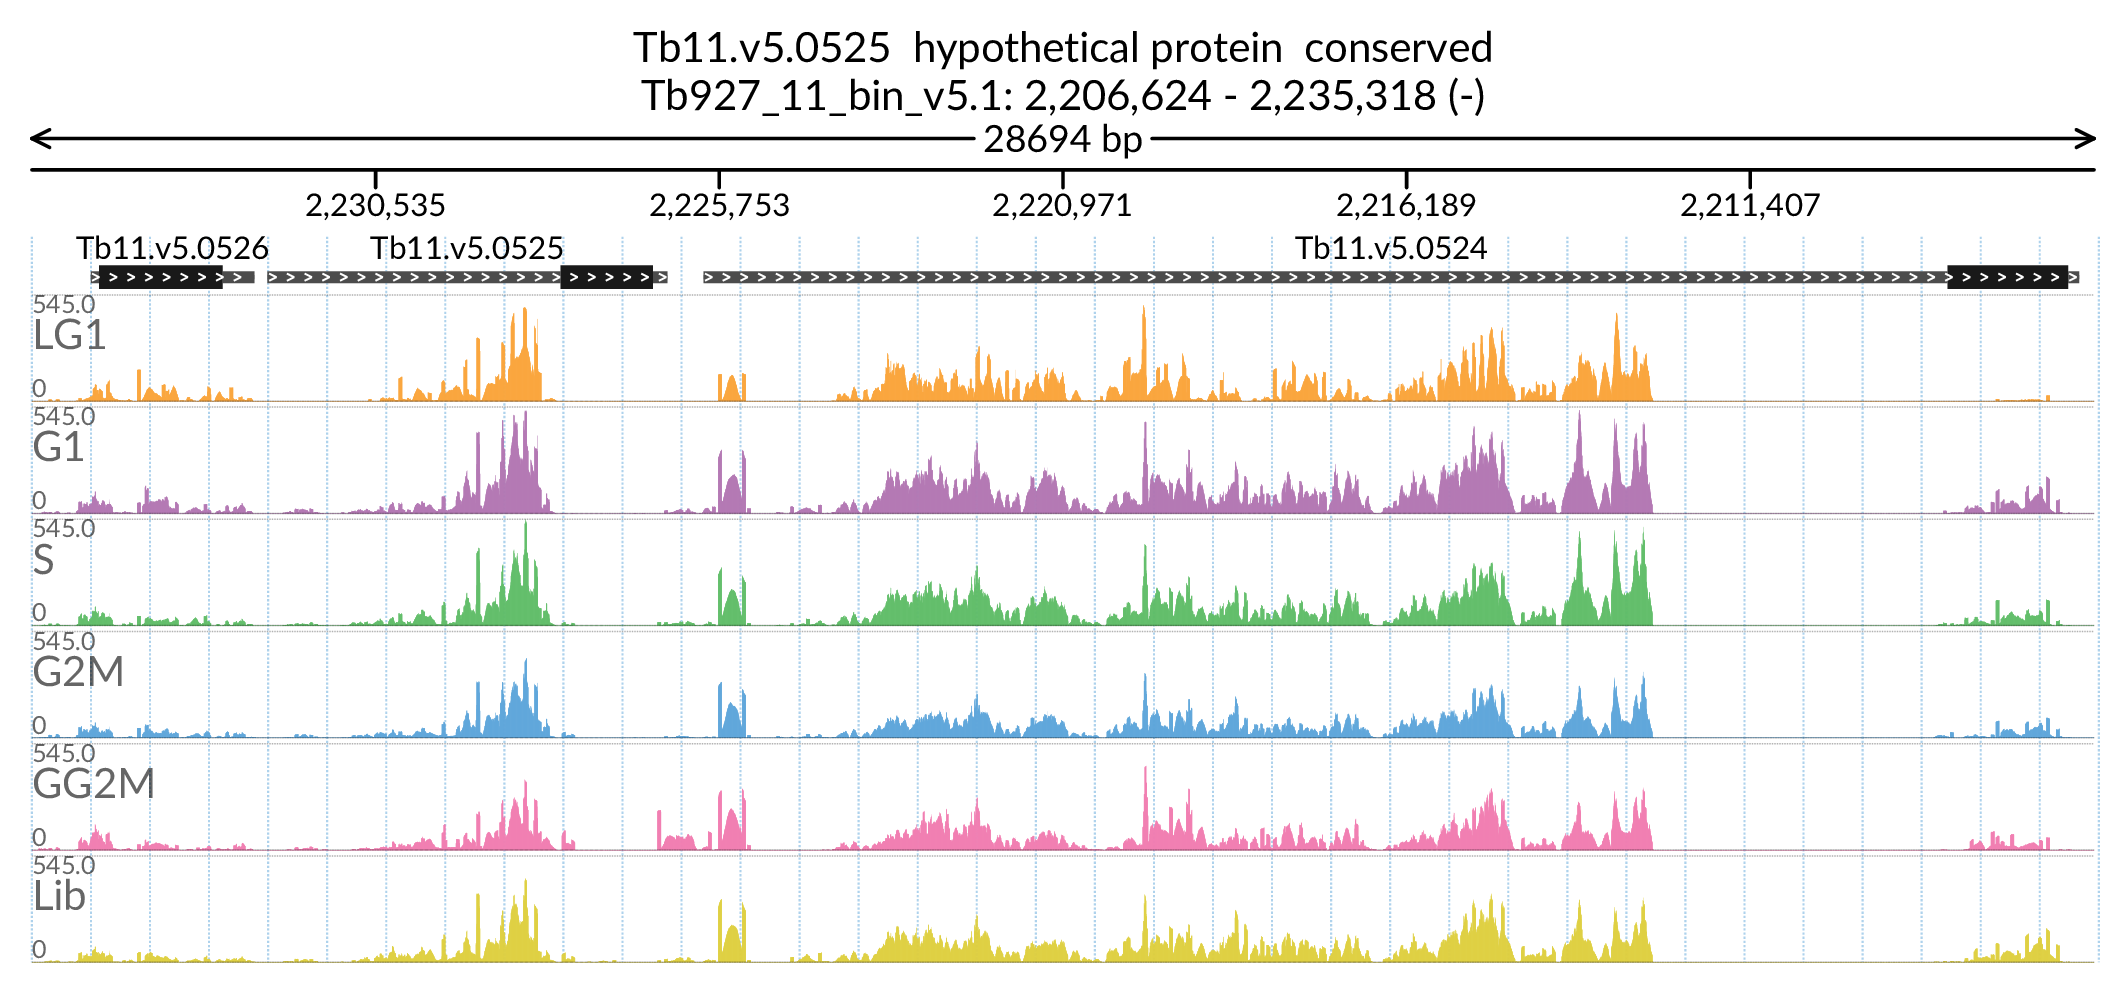 Tb11.v5.0525  hypothetical protein  conserved
Tb927_11_bin_v5.1: 2,206,624 - 2,235,318 (-)
28694 bp
2,230,535 2,225,753 2,220,971 2,216,189 2,211,407
Tb11.v5.0526 Tb11.v5.0525 Tb11.v5.0524
545.0
LG1
0
545.0
G1
0
545.0
S
0
545.0
G2M
0
545.0
GG2M
0
545.0
Lib
0